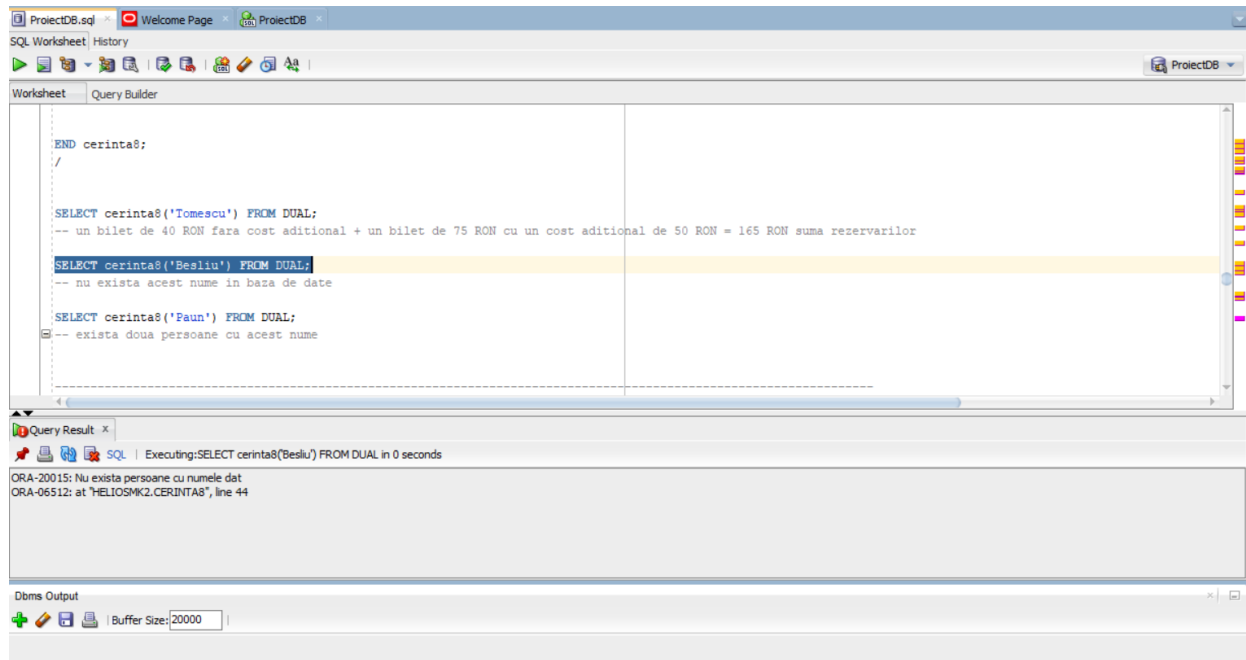 ProiectDB.sql Welcome Page ProiectDB
SQL Worksheet History
ProiectDB
Worksheet Query Builder
END cerinta8;
/
SELECT cerinta8('Tomescu') FROM DUAL;
-- un bilet de 40 RON fara cost aditional + un bilet de 75 RON cu un cost aditional de 50 RON = 165 RON suma rezervarilor
SELECT cerinta8('Besliu') FROM DUAL;
-- nu exista acest nume in baza de date
SELECT cerinta8('Paun') FROM DUAL;
-- exista doua persoane cu acest nume
--------------------------------------------------------------------------------------------------------------------
Query Result
SQL | Executing:SELECT cerinta8('Besliu') FROM DUAL in 0 seconds
ORA-20015: Nu exista persoane cu numele dat
ORA-06512: at "HELIOSMK2.CERINTA8", line 44
Dbms Output
Buffer Size: 20000